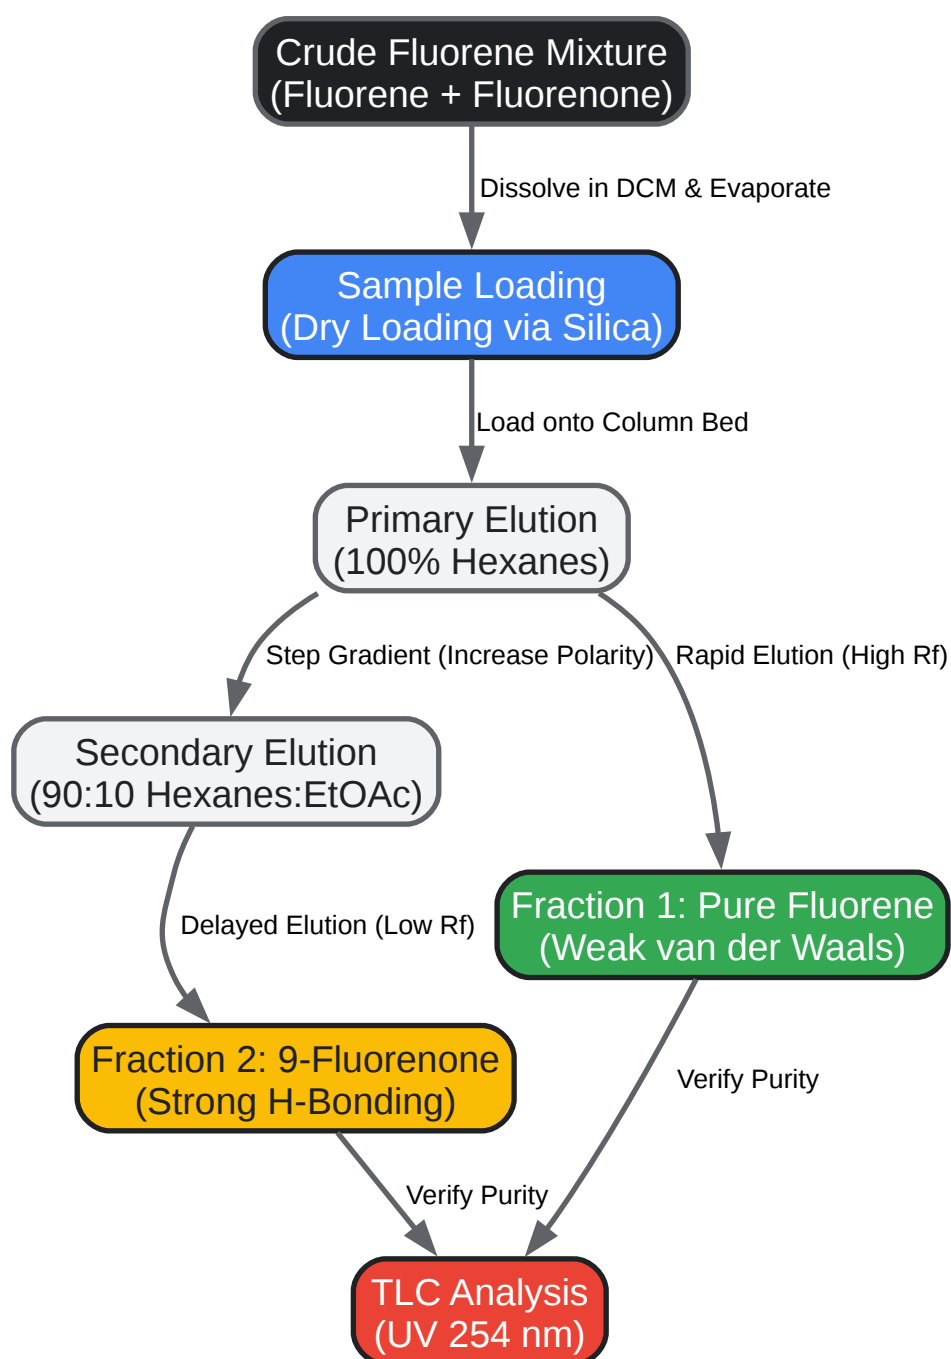 Crude Fluorene Mixture
(Fluorene + Fluorenone)
Dissolve in DCM & Evaporate
Sample Loading
(Dry Loading via Silica)
Load onto Column Bed
Primary Elution
(100% Hexanes)
Step Gradient (Increase Polarity)
Rapid Elution (High Rf)
Secondary Elution
(90:10 Hexanes:EtOAc)
Delayed Elution (Low Rf)
Fraction 1: Pure Fluorene
(Weak van der Waals)
Fraction 2: 9-Fluorenone
(Strong H-Bonding)
Verify Purity
Verify Purity
TLC Analysis
(UV 254 nm)